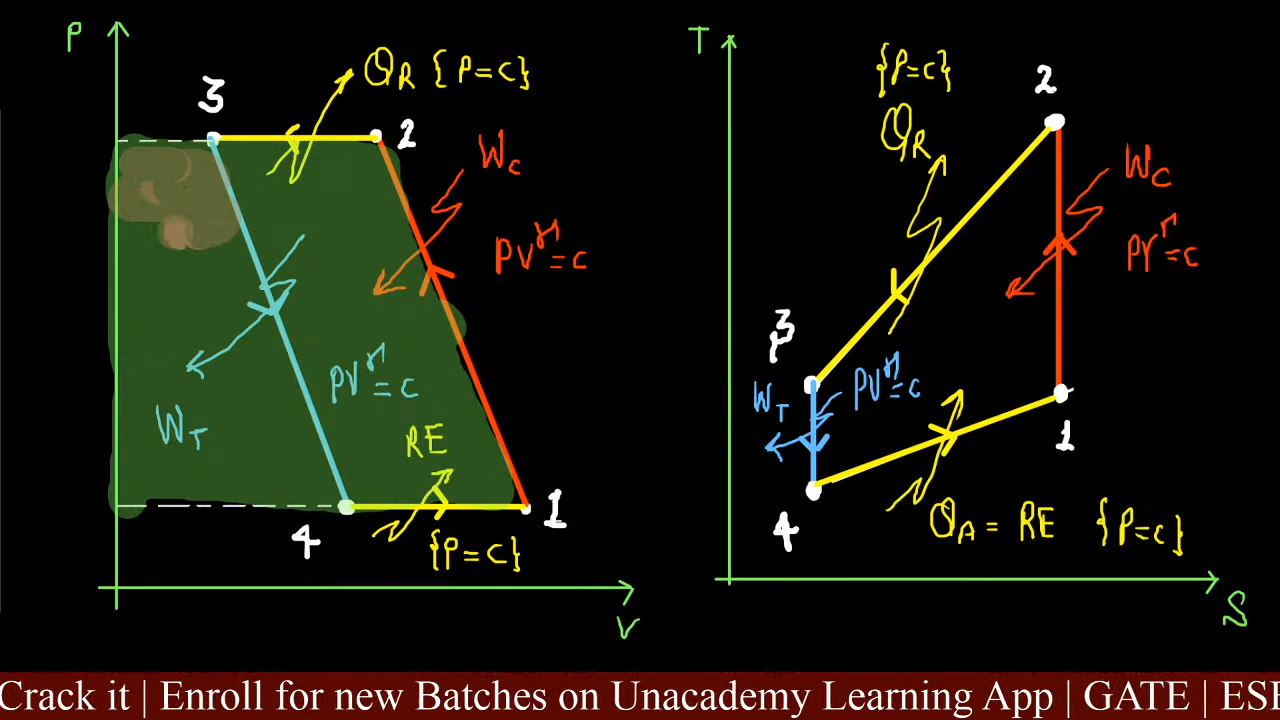 P
3
Q_R {P=C}
2
W_C
PV^γ=C
W_T
PV^γ=C
RE
4
{P=C}
1
V
T
{P=C}
Q_R
2
W_C
PV^γ=C
3
W_T
PV^γ=C
1
4
Q_A = RE {P=C}
S
Crack it | Enroll for new Batches on Unacademy Learning App | GATE | ESE